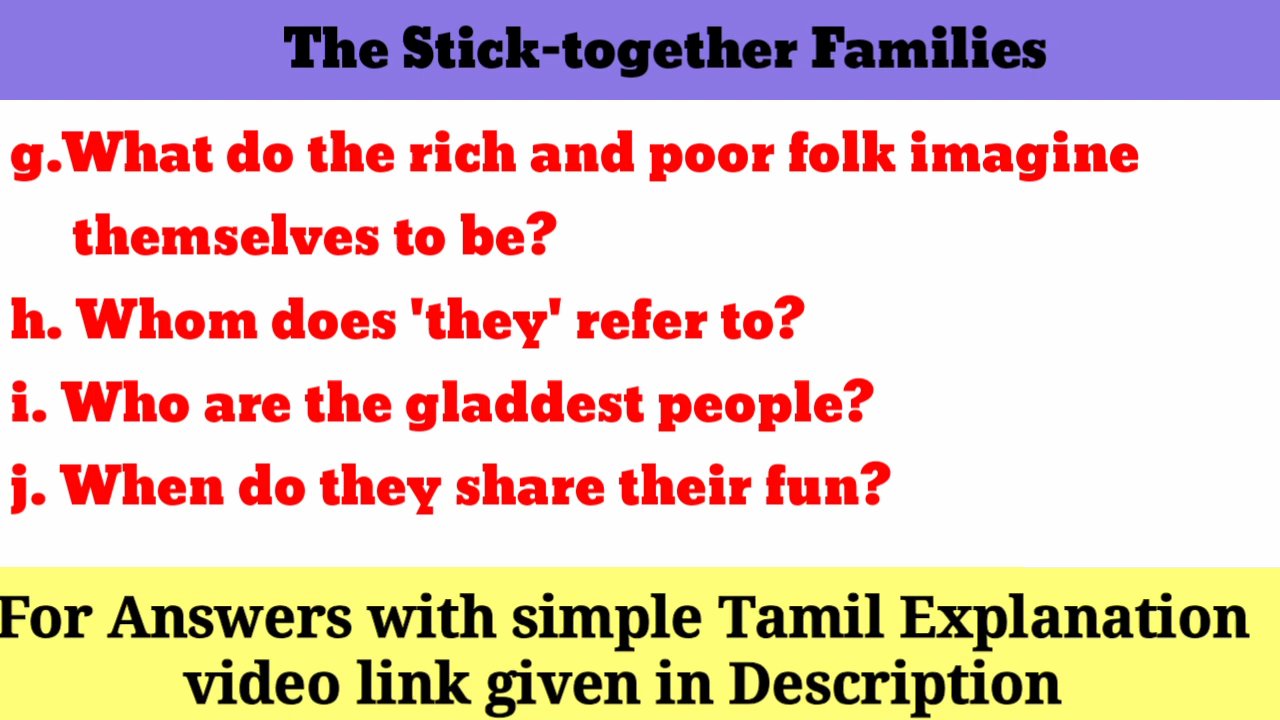 The Stick-together Families
g.What do the rich and poor folk imagine
themselves to be?
h. Whom does 'they' refer to?
i. Who are the gladdest people?
j. When do they share their fun?
For Answers with simple Tamil Explanation
video link given in Description